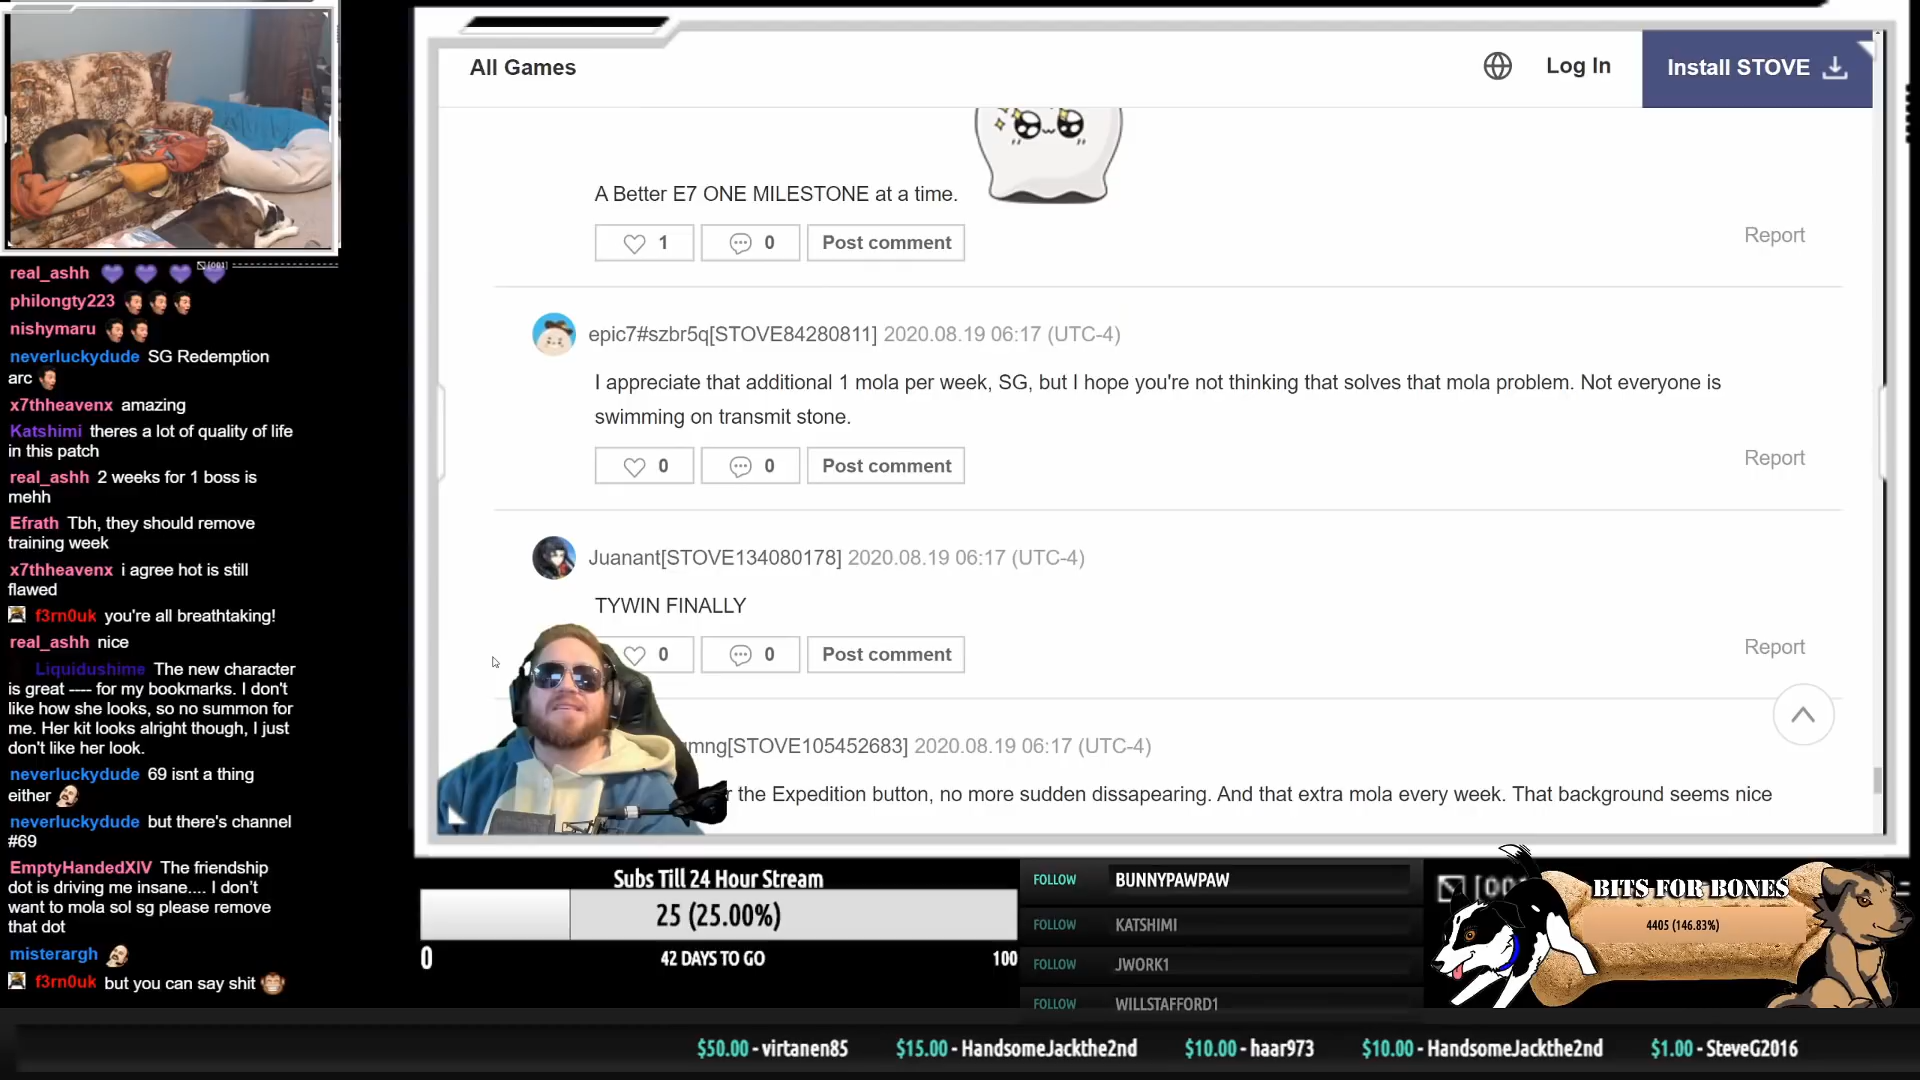 All Games
Log In
Install STOVE
A Better E7 ONE MILESTONE at a time.
1
0
Post comment
Report
epic7#szbr5q[STOVE84280811] 2020.08.19 06:17 (UTC-4)
I appreciate that additional 1 mola per week, SG, but I hope you're not thinking that solves that mola problem. Not everyone is
swimming on transmit stone.
0
0
Post comment
Report
Juanant[STOVE134080178] 2020.08.19 06:17 (UTC-4)
TYWIN FINALLY
0
0
Post comment
Report
mng[STOVE105452683] 2020.08.19 06:17 (UTC-4)
the Expedition button, no more sudden dissapearing. And that extra mola every week. That background seems nice
[001]
real_ashh
philongty223
nishymaru
neverluckydude SG Redemption
arc
x7thheavenx amazing
Katshimi theres a lot of quality of life
in this patch
real_ashh 2 weeks for 1 boss is
mehh
Efrath Tbh, they should remove
training week
x7thheavenx i agree hot is still
flawed
f3rn0uk you're all breathtaking!
real_ashh nice
Liquidushime The new character
is great ---- for my bookmarks. I don't
like how she looks, so no summon for
me. Her kit looks alright though, I just
don't like her look.
neverluckydude 69 isnt a thing
either
neverluckydude but there's channel
#69
EmptyHandedXIV The friendship
dot is driving me insane.... I don't
want to mola sol sg please remove
that dot
misterargh
f3rn0uk but you can say shit
Subs Till 24 Hour Stream
25 (25.00%)
0
42 DAYS TO GO
100
FOLLOW BUNNYPAWPAW
FOLLOW KATSHIMI
FOLLOW JWORK1
FOLLOW WILLSTAFFORD1
BITS FOR BONES
4405 (146.83%)
$50.00 - virtanen85
$15.00 - HandsomeJackthe2nd
$10.00 - haar973
$10.00 - HandsomeJackthe2nd
$1.00 - SteveG2016